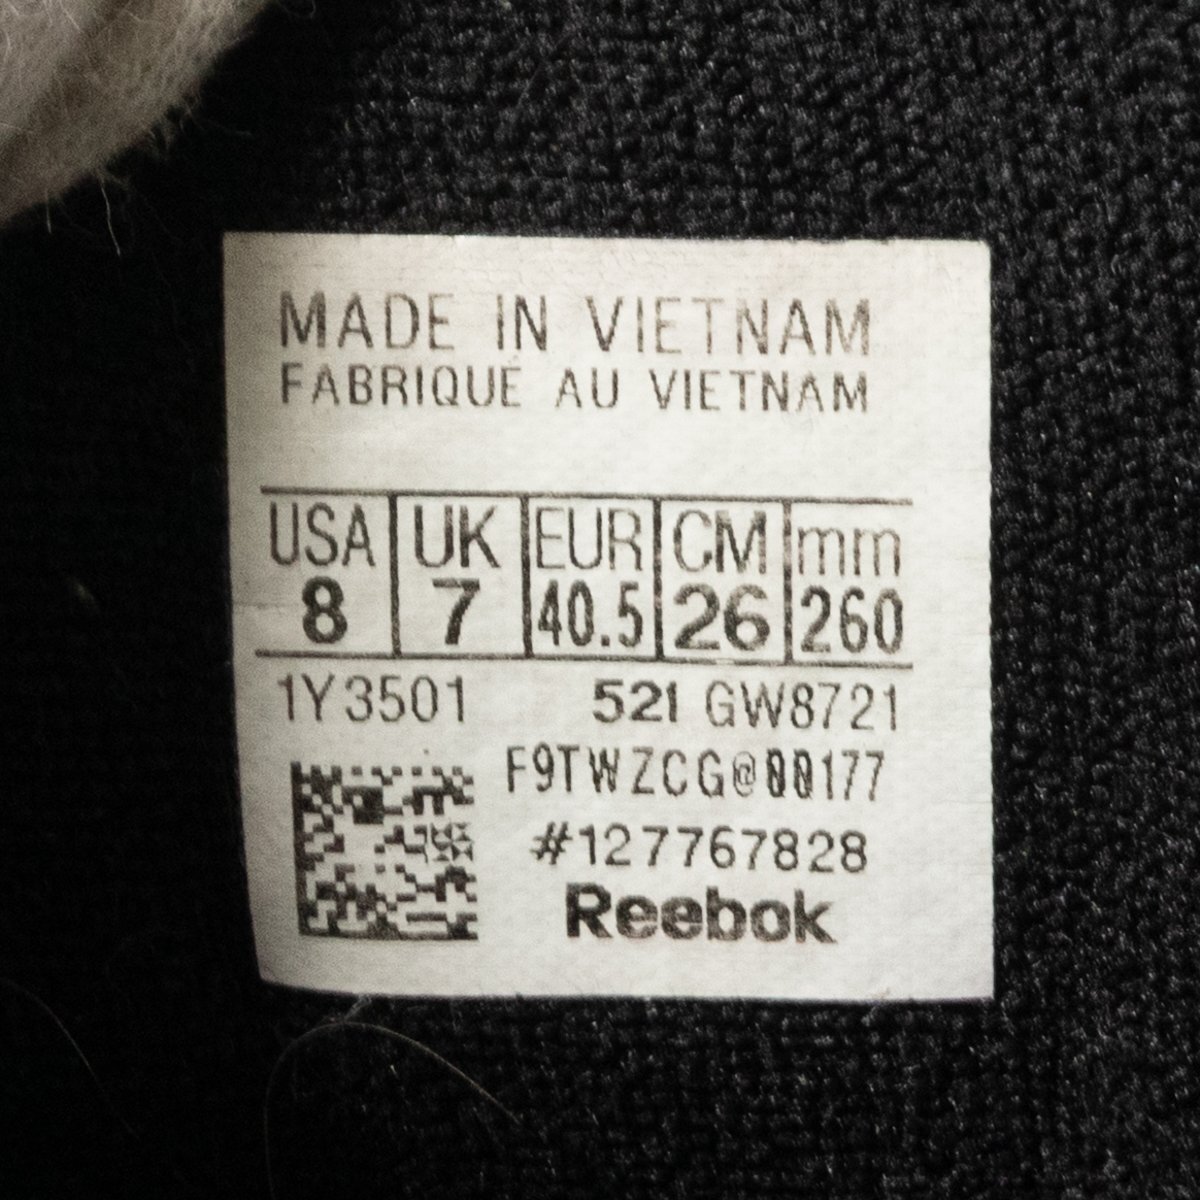 MADE IN VIETNAM
FABRIQUÉ AU VIETNAM
USA UK EUR CM mm
8 7 40.5 26 260
1Y3501 521 GW8721
F9TWZCG@00177
#127767828
Reebok